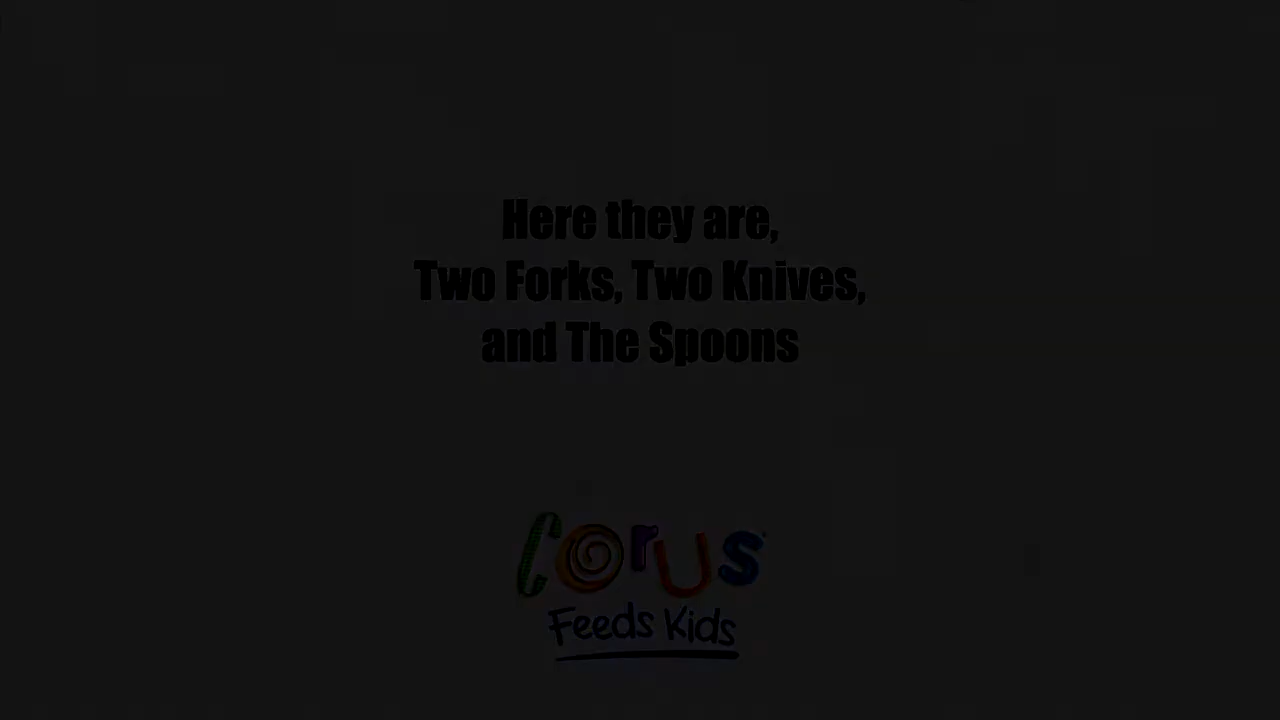 Here they are,
Two Forks, Two Knives,
and The Spoons
Corus
Feeds Kids